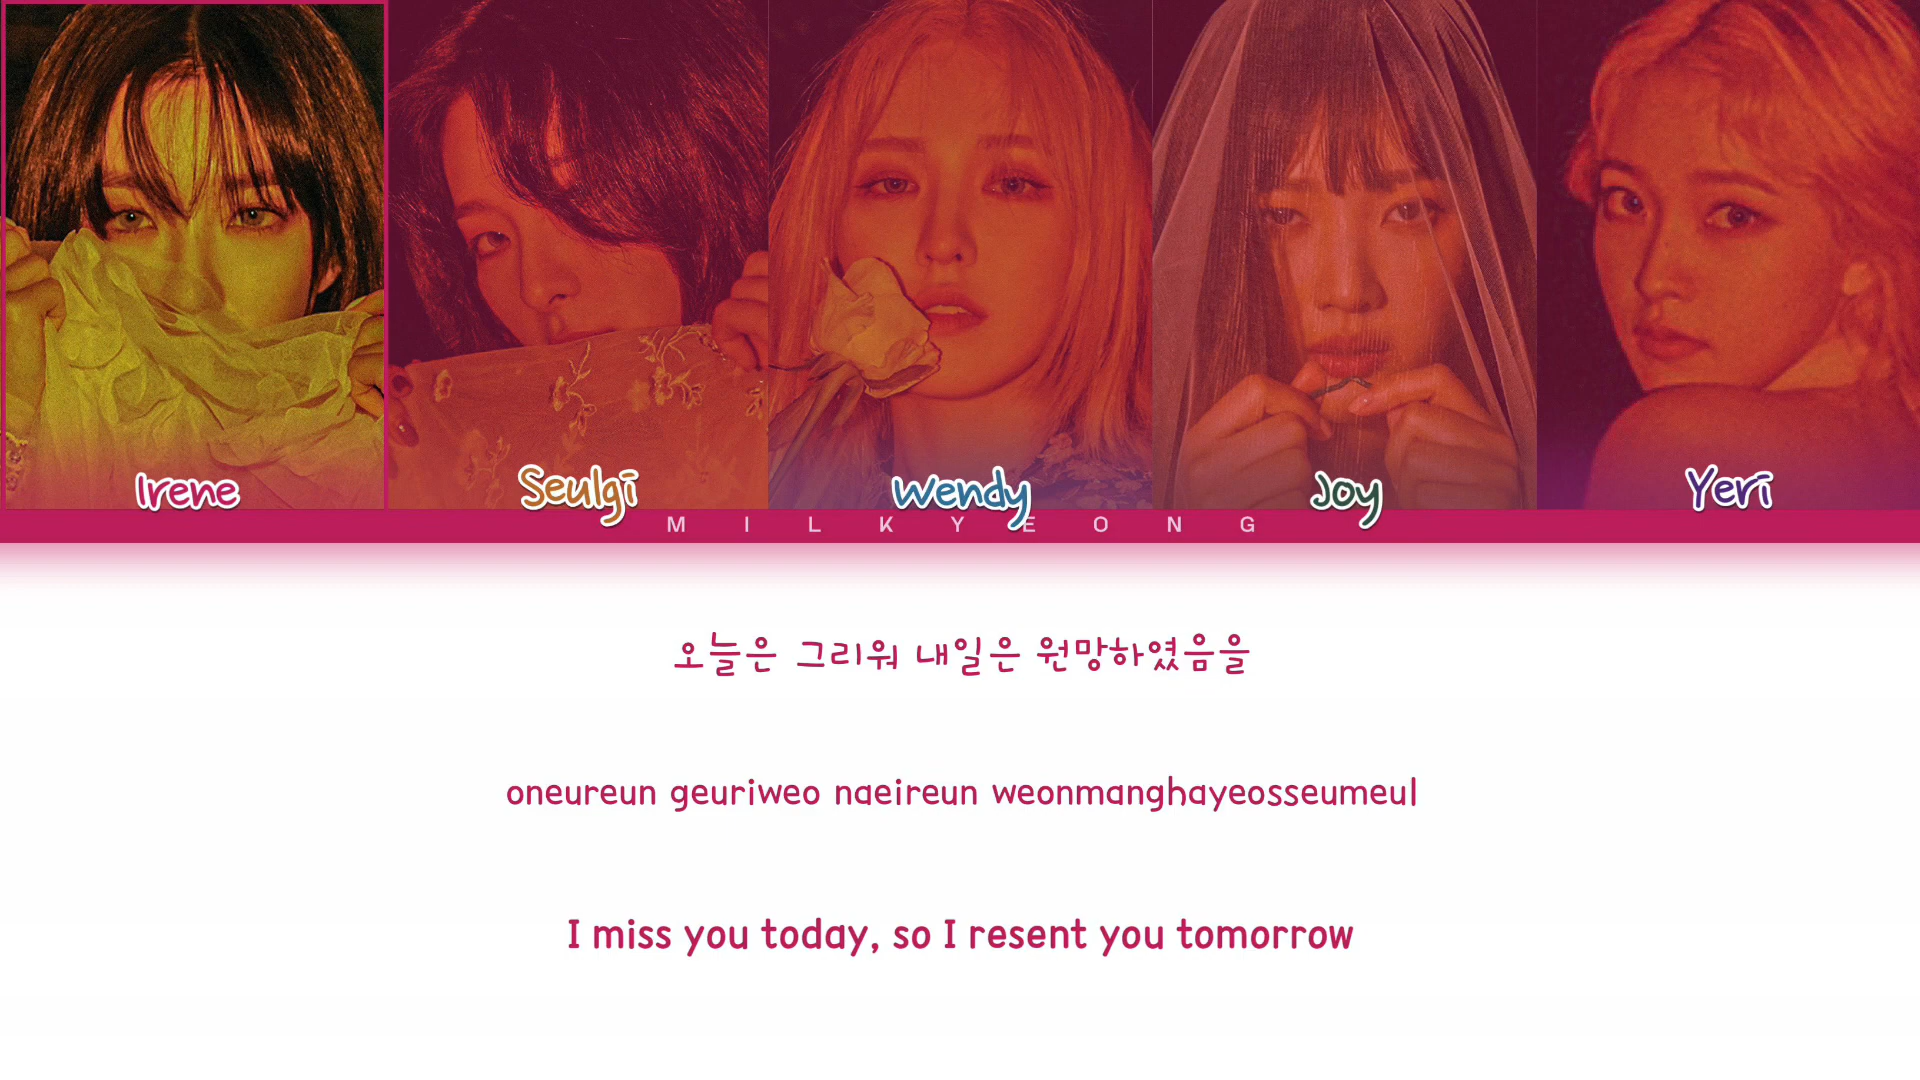 Irene Seulgi Wendy Joy Yeri
MILKYEONG
오늘은 그리워 내일은 원망하였음을
oneureun geuriweo naeireun weonmanghayeosseumeul
I miss you today, so I resent you tomorrow